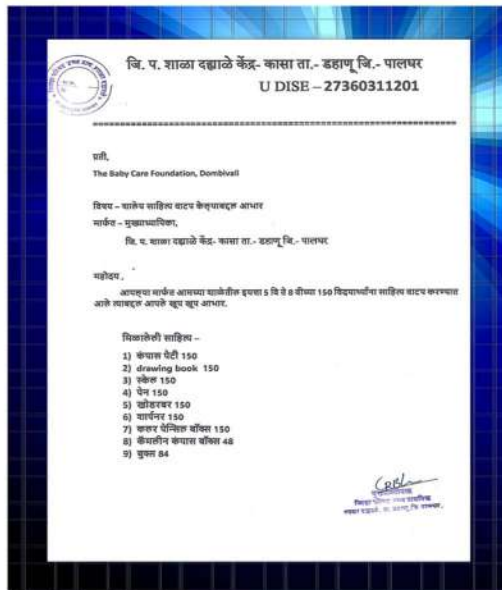 जि. प. शाळा दह्याळे केंद्र- कासा ता.- डहाणू जि.- पालघर
U DISE – 27360311201
प्रती,
The Baby Care Foundation, Dombivali
विषय – शालेय साहित्य वाटप केल्याबद्दल आभार
मार्फत – मुख्याध्यापिका,
जि. प. शाळा दह्याळे केंद्र- कासा ता.- डहाणू जि.- पालघर
महोदय ,
आपल्या मार्फत आमच्या शाळेतील इयत्ता 5 वि ते 8 वीच्या 150 विद्यार्थ्यांना साहित्य वाटप करण्यात
आले त्याबद्दल आपले खूप खूप आभार.
मिळालेली साहित्य –
1) कंपास पेटी 150
2) drawing book 150
3) स्केल 150
4) पेन 150
5) खोडरबर 150
6) शार्पनर 150
7) कलर पेन्सिल बॉक्स 150
8) कॅमलीन कंपास बॉक्स 48
9) बुक्स 84
मुख्याध्यापक